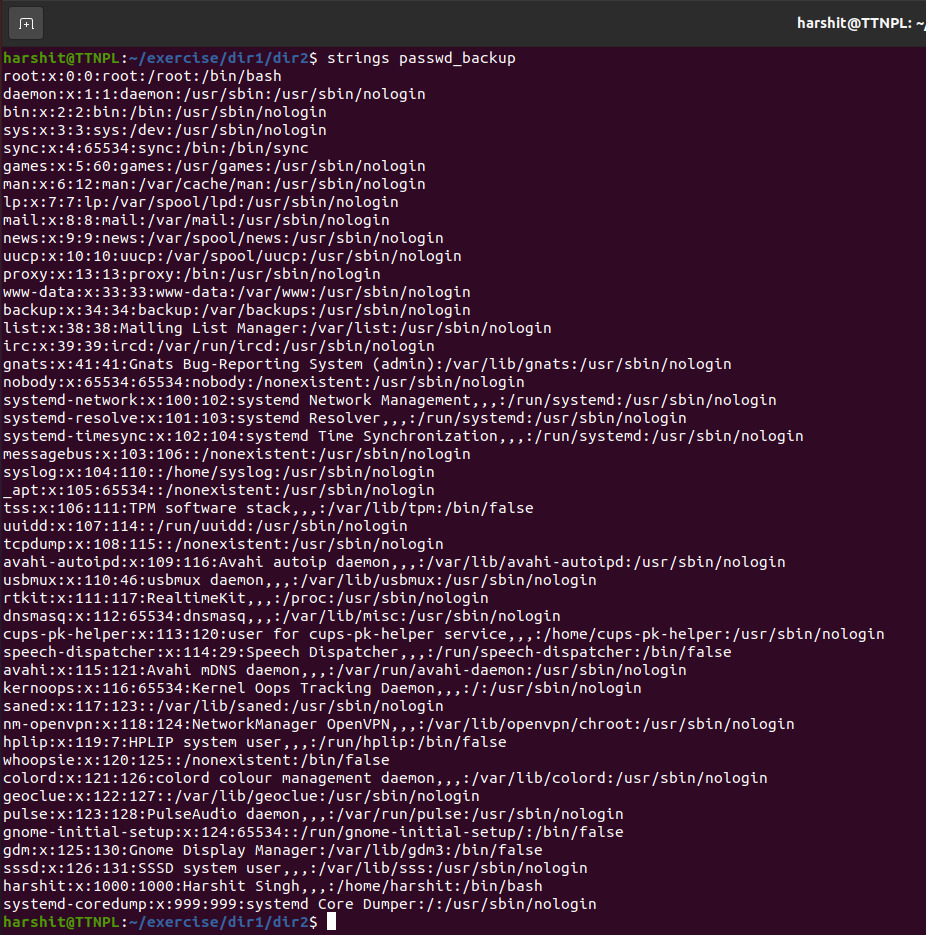 harshit@TTNPL: ~/
harshit@TTNPL:~/exercise/dir1/dir2$ strings passwd_backup
root:x:0:0:root:/root:/bin/bash
daemon:x:1:1:daemon:/usr/sbin:/usr/sbin/nologin
bin:x:2:2:bin:/bin:/usr/sbin/nologin
sys:x:3:3:sys:/dev:/usr/sbin/nologin
sync:x:4:65534:sync:/bin:/bin/sync
games:x:5:60:games:/usr/games:/usr/sbin/nologin
man:x:6:12:man:/var/cache/man:/usr/sbin/nologin
lp:x:7:7:lp:/var/spool/lpd:/usr/sbin/nologin
mail:x:8:8:mail:/var/mail:/usr/sbin/nologin
news:x:9:9:news:/var/spool/news:/usr/sbin/nologin
uucp:x:10:10:uucp:/var/spool/uucp:/usr/sbin/nologin
proxy:x:13:13:proxy:/bin:/usr/sbin/nologin
www-data:x:33:33:www-data:/var/www:/usr/sbin/nologin
backup:x:34:34:backup:/var/backups:/usr/sbin/nologin
list:x:38:38:Mailing List Manager:/var/list:/usr/sbin/nologin
irc:x:39:39:ircd:/var/run/ircd:/usr/sbin/nologin
gnats:x:41:41:Gnats Bug-Reporting System (admin):/var/lib/gnats:/usr/sbin/nologin
nobody:x:65534:65534:nobody:/nonexistent:/usr/sbin/nologin
systemd-network:x:100:102:systemd Network Management,,,:/run/systemd:/usr/sbin/nologin
systemd-resolve:x:101:103:systemd Resolver,,,:/run/systemd:/usr/sbin/nologin
systemd-timesync:x:102:104:systemd Time Synchronization,,,:/run/systemd:/usr/sbin/nologin
messagebus:x:103:106::/nonexistent:/usr/sbin/nologin
syslog:x:104:110::/home/syslog:/usr/sbin/nologin
_apt:x:105:65534::/nonexistent:/usr/sbin/nologin
tss:x:106:111:TPM software stack,,,:/var/lib/tpm:/bin/false
uuidd:x:107:114::/run/uuidd:/usr/sbin/nologin
tcpdump:x:108:115::/nonexistent:/usr/sbin/nologin
avahi-autoipd:x:109:116:Avahi autoip daemon,,,:/var/lib/avahi-autoipd:/usr/sbin/nologin
usbmux:x:110:46:usbmux daemon,,,:/var/lib/usbmux:/usr/sbin/nologin
rtkit:x:111:117:RealtimeKit,,,:/proc:/usr/sbin/nologin
dnsmasq:x:112:65534:dnsmasq,,,:/var/lib/misc:/usr/sbin/nologin
cups-pk-helper:x:113:120:user for cups-pk-helper service,,,:/home/cups-pk-helper:/usr/sbin/nologin
speech-dispatcher:x:114:29:Speech Dispatcher,,,:/run/speech-dispatcher:/bin/false
avahi:x:115:121:Avahi mDNS daemon,,,:/var/run/avahi-daemon:/usr/sbin/nologin
kernoops:x:116:65534:Kernel Oops Tracking Daemon,,,:/:/usr/sbin/nologin
saned:x:117:123::/var/lib/saned:/usr/sbin/nologin
nm-openvpn:x:118:124:NetworkManager OpenVPN,,,:/var/lib/openvpn/chroot:/usr/sbin/nologin
hplip:x:119:7:HPLIP system user,,,:/run/hplip:/bin/false
whoopsie:x:120:125::/nonexistent:/bin/false
colord:x:121:126:colord colour management daemon,,,:/var/lib/colord:/usr/sbin/nologin
geoclue:x:122:127::/var/lib/geoclue:/usr/sbin/nologin
pulse:x:123:128:PulseAudio daemon,,,:/var/run/pulse:/usr/sbin/nologin
gnome-initial-setup:x:124:65534::/run/gnome-initial-setup/:/bin/false
gdm:x:125:130:Gnome Display Manager:/var/lib/gdm3:/bin/false
sssd:x:126:131:SSSD system user,,,:/var/lib/sss:/usr/sbin/nologin
harshit:x:1000:1000:Harshit Singh,,,:/home/harshit:/bin/bash
systemd-coredump:x:999:999:systemd Core Dumper:/:/usr/sbin/nologin
harshit@TTNPL:~/exercise/dir1/dir2$